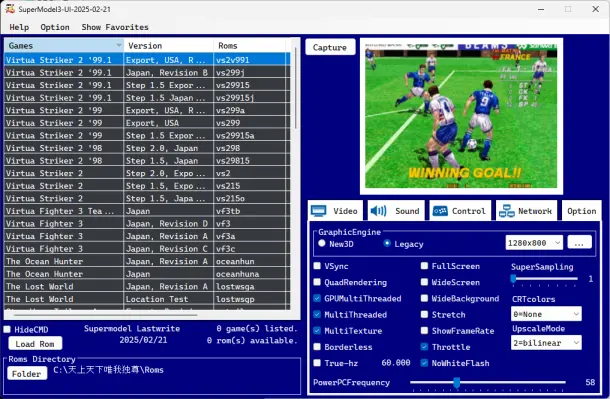 SuperModel3-UI-2025-02-21
Help Option Show Favorites
Games Version Roms
Virtua Striker 2 '99.1 Export, USA, R... vs2v991
Virtua Striker 2 '99.1 Japan, Revision B vs299j
Virtua Striker 2 '99.1 Step 1.5 Expor... vs29915
Virtua Striker 2 '99.1 Step 1.5 Japan... vs29915j
Virtua Striker 2 '99 Export, USA, R... vs299a
Virtua Striker 2 '99 Export, USA vs299
Virtua Striker 2 '99 Step 1.5 Expor... vs29915a
Virtua Striker 2 '98 Step 2.0, Japan vs298
Virtua Striker 2 '98 Step 1.5, Japan vs29815
Virtua Striker 2 Step 2.0, Expo... vs2
Virtua Striker 2 Step 1.5, Expo... vs215
Virtua Striker 2 Step 1.5, Japa... vs215o
Virtua Fighter 3 Tea... Japan vf3tb
Virtua Fighter 3 Japan, Revision D vf3
Virtua Fighter 3 Japan, Revision A vf3a
Virtua Fighter 3 Japan, Revision C vf3c
The Ocean Hunter Japan, Revision A oceanhun
The Ocean Hunter Japan oceanhuna
The Lost World Japan, Revision A lostwsga
The Lost World Location Test lostwsgp
HideCMD
Load Rom
Supermodel Lastwrite
2025/02/21
0 game(s) listed.
0 rom(s) available.
Roms Directory
Folder C:\天上天下唯我独尊\Roms
Capture
BEAMS
WINNING GOAL!!
Video Sound Control Network Option
GraphicEngine
New3D Legacy 1280x800 ...
VSync
QuadRendering
GPUMultiThreaded
MultiThreaded
MultiTexture
Borderless
True-hz 60.000
FullScreen
WideScreen
WideBackground
Stretch
ShowFrameRate
Throttle
NoWhiteFlash
SuperSampling
1
CRTcolors
0=None
UpscaleMode
2=bilinear
PowerPCFrequency 58